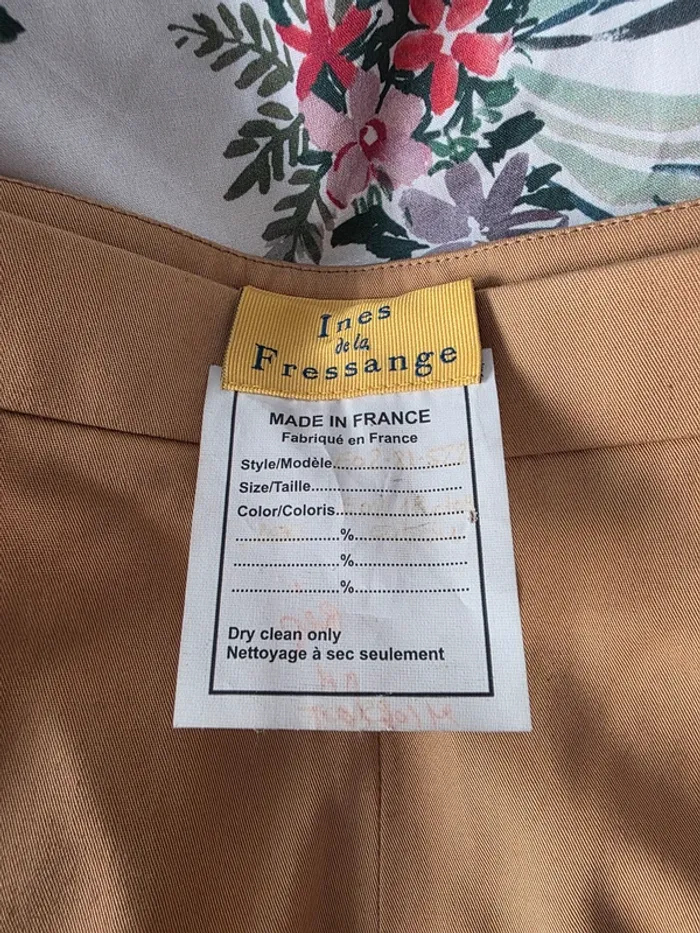 Ines
de la
Fressange
MADE IN FRANCE
Fabriqué en France
Style/Modèle..........................
Size/Taille..............................
Color/Coloris.........................
.....................%......................
.....................%......................
.....................%......................
Dry clean only
Nettoyage à sec seulement